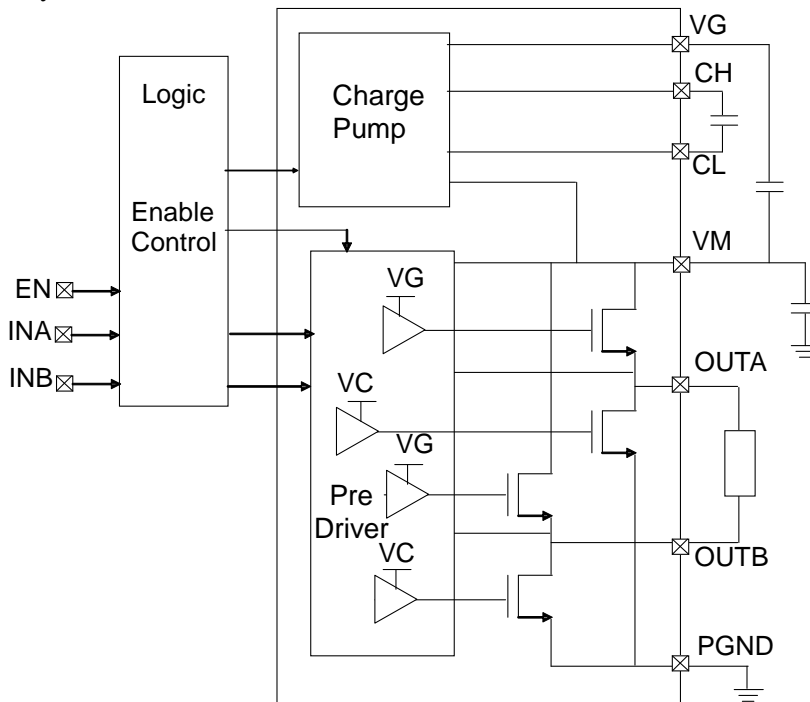 VG
CH
Logic
Charge
Pump
CL
Enable
Control
VM
EN
VG
INA
OUTA
INB
VC
VG
Pre
Driver
VC
OUTB
PGND